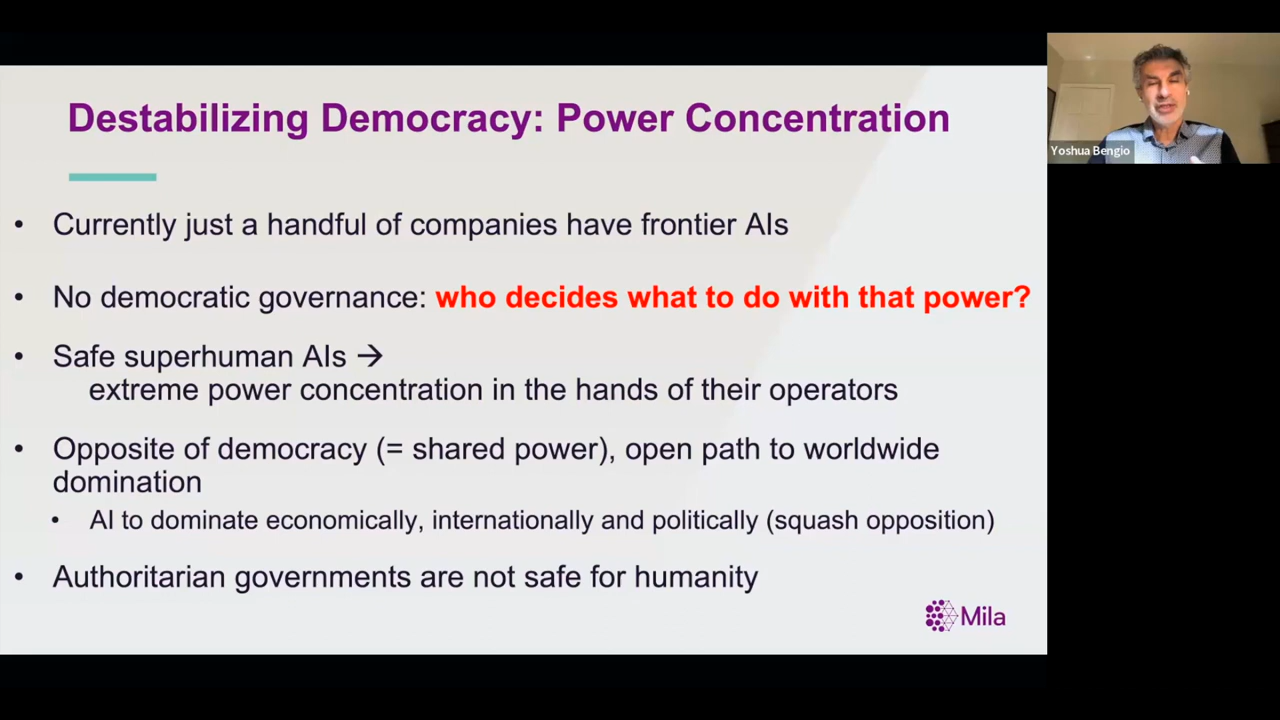 Destabilizing Democracy: Power Concentration
• Currently just a handful of companies have frontier AIs
• No democratic governance: who decides what to do with that power?
• Safe superhuman AIs →
extreme power concentration in the hands of their operators
• Opposite of democracy (= shared power), open path to worldwide
domination
• AI to dominate economically, internationally and politically (squash opposition)
• Authoritarian governments are not safe for humanity
Mila
Yoshua Bengio